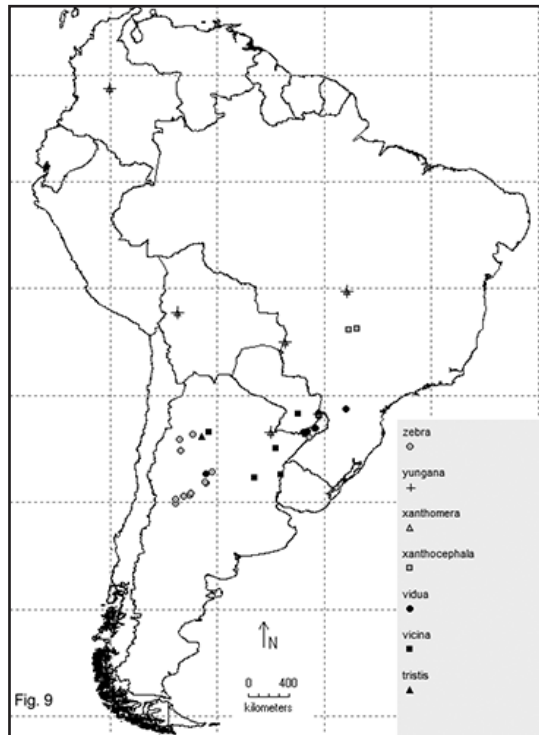 zebra
yungana
xanthomera
xanthocephala
vidua
vicina
tristis
N
0 400
kilometers
Fig. 9